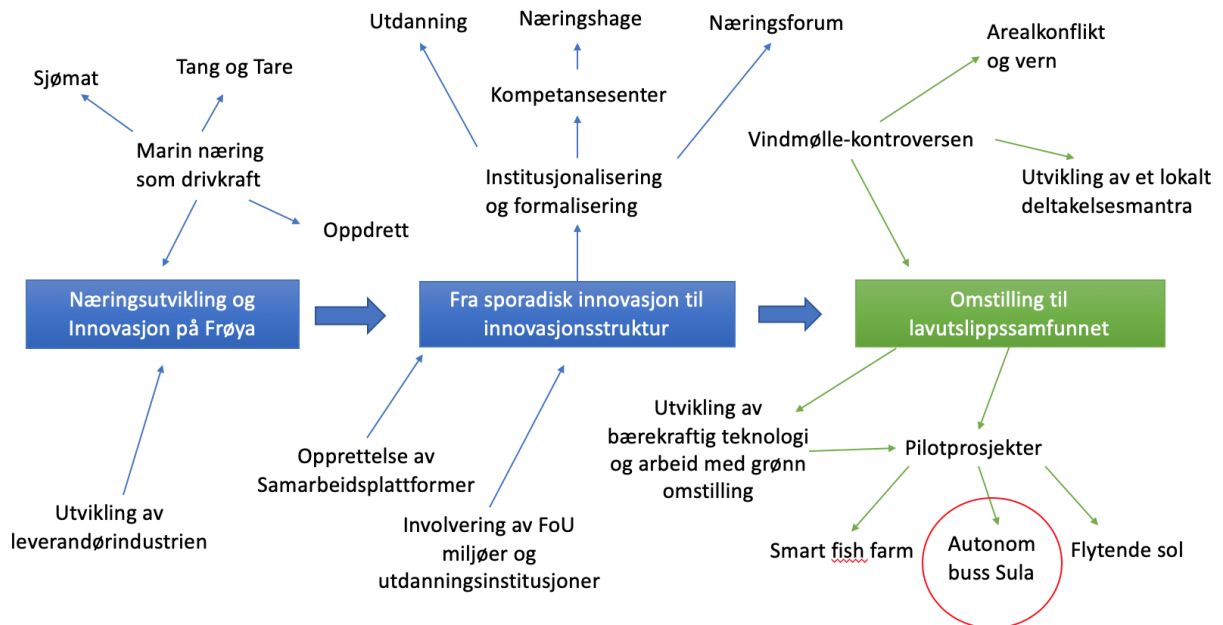 Utdanning
Næringshage
Næringsforum
Arealkonflikt
og vern
Sjømat
Tang og Tare
Kompetansesenter
Marin næring
som drivkraft
Vindmølle-kontroversen
Institusjonalisering
og formalisering
Utvikling av et lokalt
deltakelsesmantra
Oppdrett
Næringsutvikling og
Innovasjon på Frøya
Fra sporadisk innovasjon til
innovasjonsstruktur
Omstilling til
lavutslippssamfunnet
Utvikling av
bærekraftig teknologi
og arbeid med grønn
omstilling
Pilotprosjekter
Opprettelse av
Samarbeidsplattformer
Utvikling av
leverandørindustrien
Involvering av FoU
miljøer og
utdanningsinstitusjoner
Smart fish farm
Autonom
buss Sula
Flytende sol